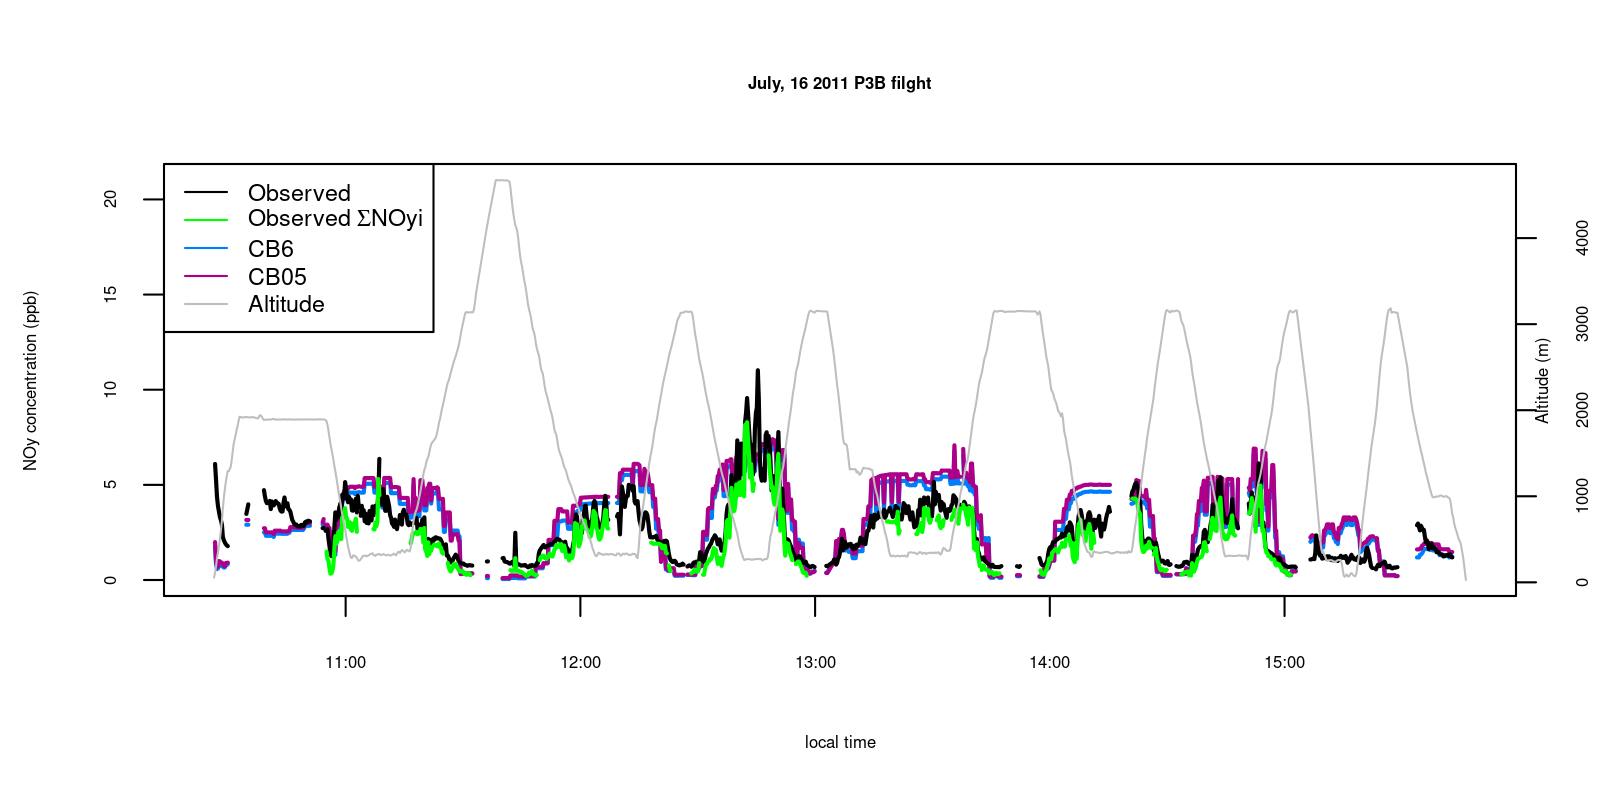 July, 16 2011 P3B filght
Observed
Observed ΣNOyi
CB6
CB05
Altitude
NOy concentration (ppb)
20
15
10
5
0
4000
3000
2000
1000
0
Altitude (m)
11:00
12:00
13:00
14:00
15:00
local time